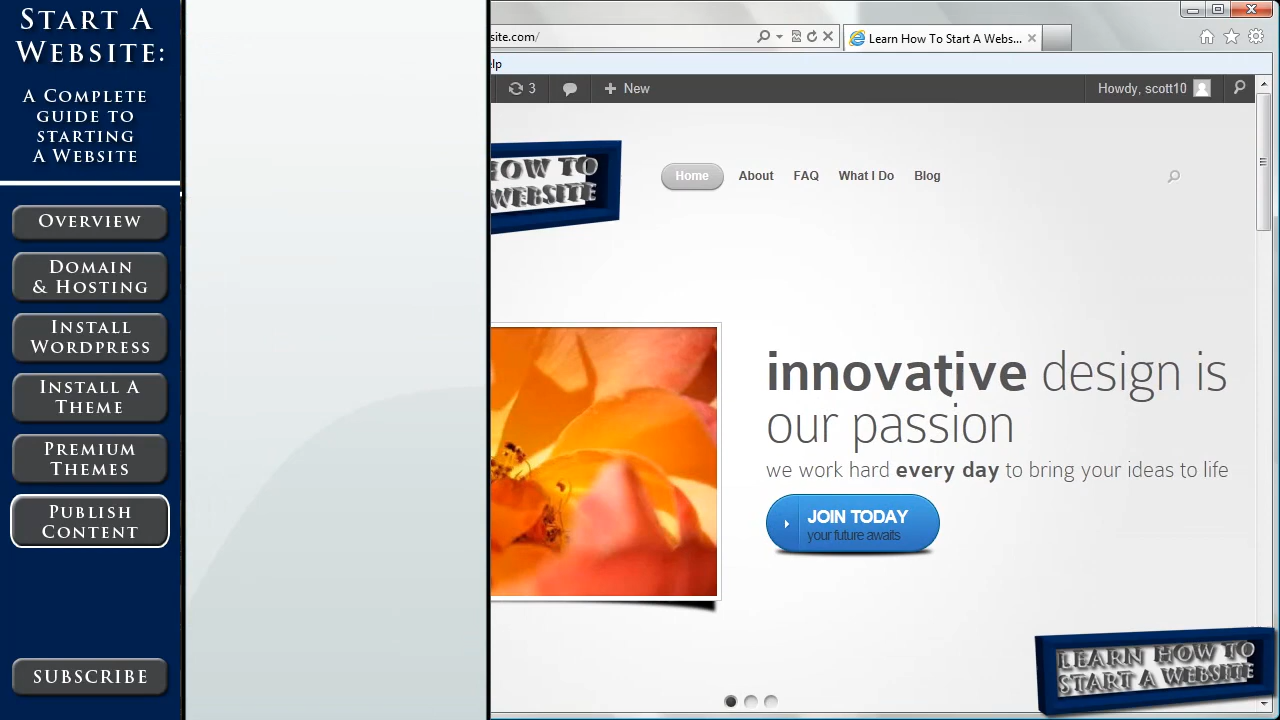 START A
WEBSITE:
A COMPLETE
GUIDE TO
STARTING
A WEBSITE
OVERVIEW
DOMAIN
& HOSTING
INSTALL
WORDPRESS
INSTALL A
THEME
PREMIUM
THEMES
PUBLISH
CONTENT
SUBSCRIBE
site.com/
Learn How To Start A Webs...
elp
3
New
Howdy, scott10
HOW TO
WEBSITE
Home
About
FAQ
What I Do
Blog
innovative design is
our passion
we work hard every day to bring your ideas to life
JOIN TODAY
your future awaits
LEARN HOW TO
START A WEBSITE